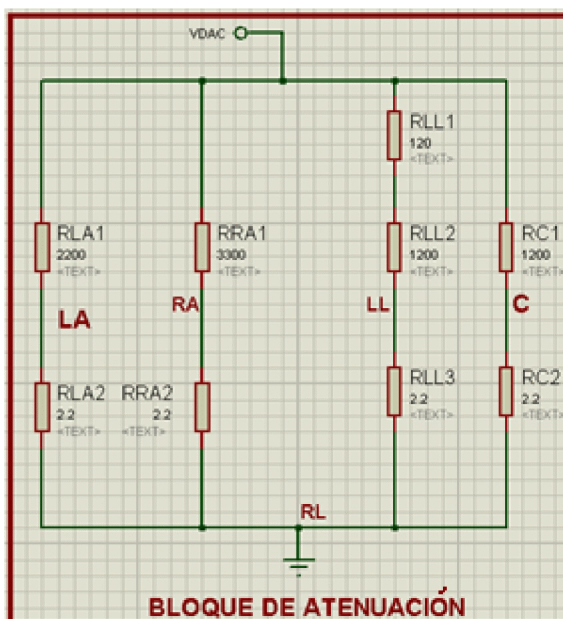 VDAC
RLL1
120
<TEXT>
RLA1
2200
<TEXT>
RRA1
3300
<TEXT>
RLL2
1200
<TEXT>
RC1
1200
<TEXT>
LA
RA
LL
C
RLA2
2.2
<TEXT>
RRA2
2.2
<TEXT>
RLL3
2.2
<TEXT>
RC2
2.2
<TEXT>
RL
BLOQUE DE ATENUACIÓN